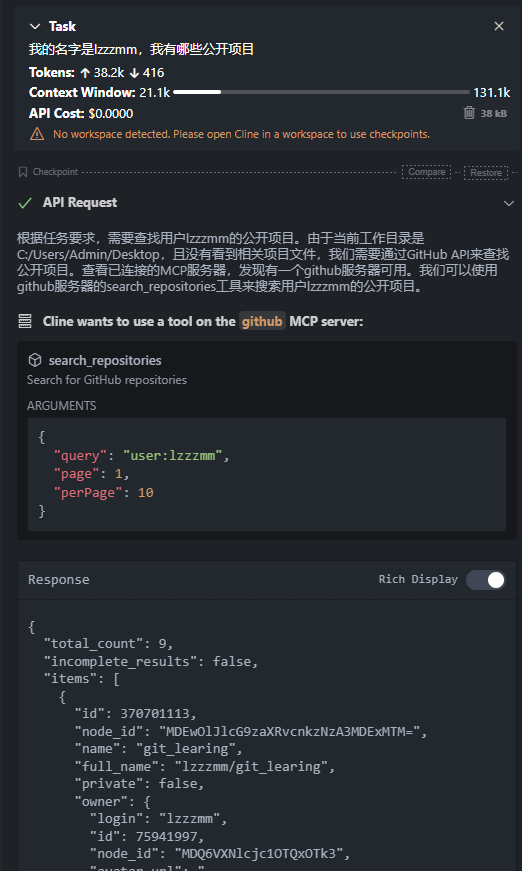 Task
我的名字是lzzzmm，我有哪些公开项目
Tokens: ↑ 38.2k ↓ 416
Context Window: 21.1k 131.1k
API Cost: $0.0000 38 kB
No workspace detected. Please open Cline in a workspace to use checkpoints.
Checkpoint Compare Restore
API Request
根据任务要求，需要查找用户lzzzmm的公开项目。由于当前工作目录是
C:/Users/Admin/Desktop，且没有看到相关项目文件，我们需要通过GitHub API来查找
公开项目。查看已连接的MCP服务器，发现有一个github服务器可用。我们可以使用
github服务器的search_repositories工具来搜索用户lzzzmm的公开项目。
Cline wants to use a tool on the github MCP server:
search_repositories
Search for GitHub repositories
ARGUMENTS
{
"query": "user:lzzzmm",
"page": 1,
"perPage": 10
}
Response Rich Display
{
"total_count": 9,
"incomplete_results": false,
"items": [
{
"id": 370701113,
"node_id": "MDEwOlJlcG9zaXRvcnkzNzA3MDExMTM=",
"name": "git_learing",
"full_name": "lzzzmm/git_learing",
"private": false,
"owner": {
"login": "lzzzmm",
"id": 75941997,
"node_id": "MDQ6VXNlcjc1OTQxOTk3",
"avatar_url": "